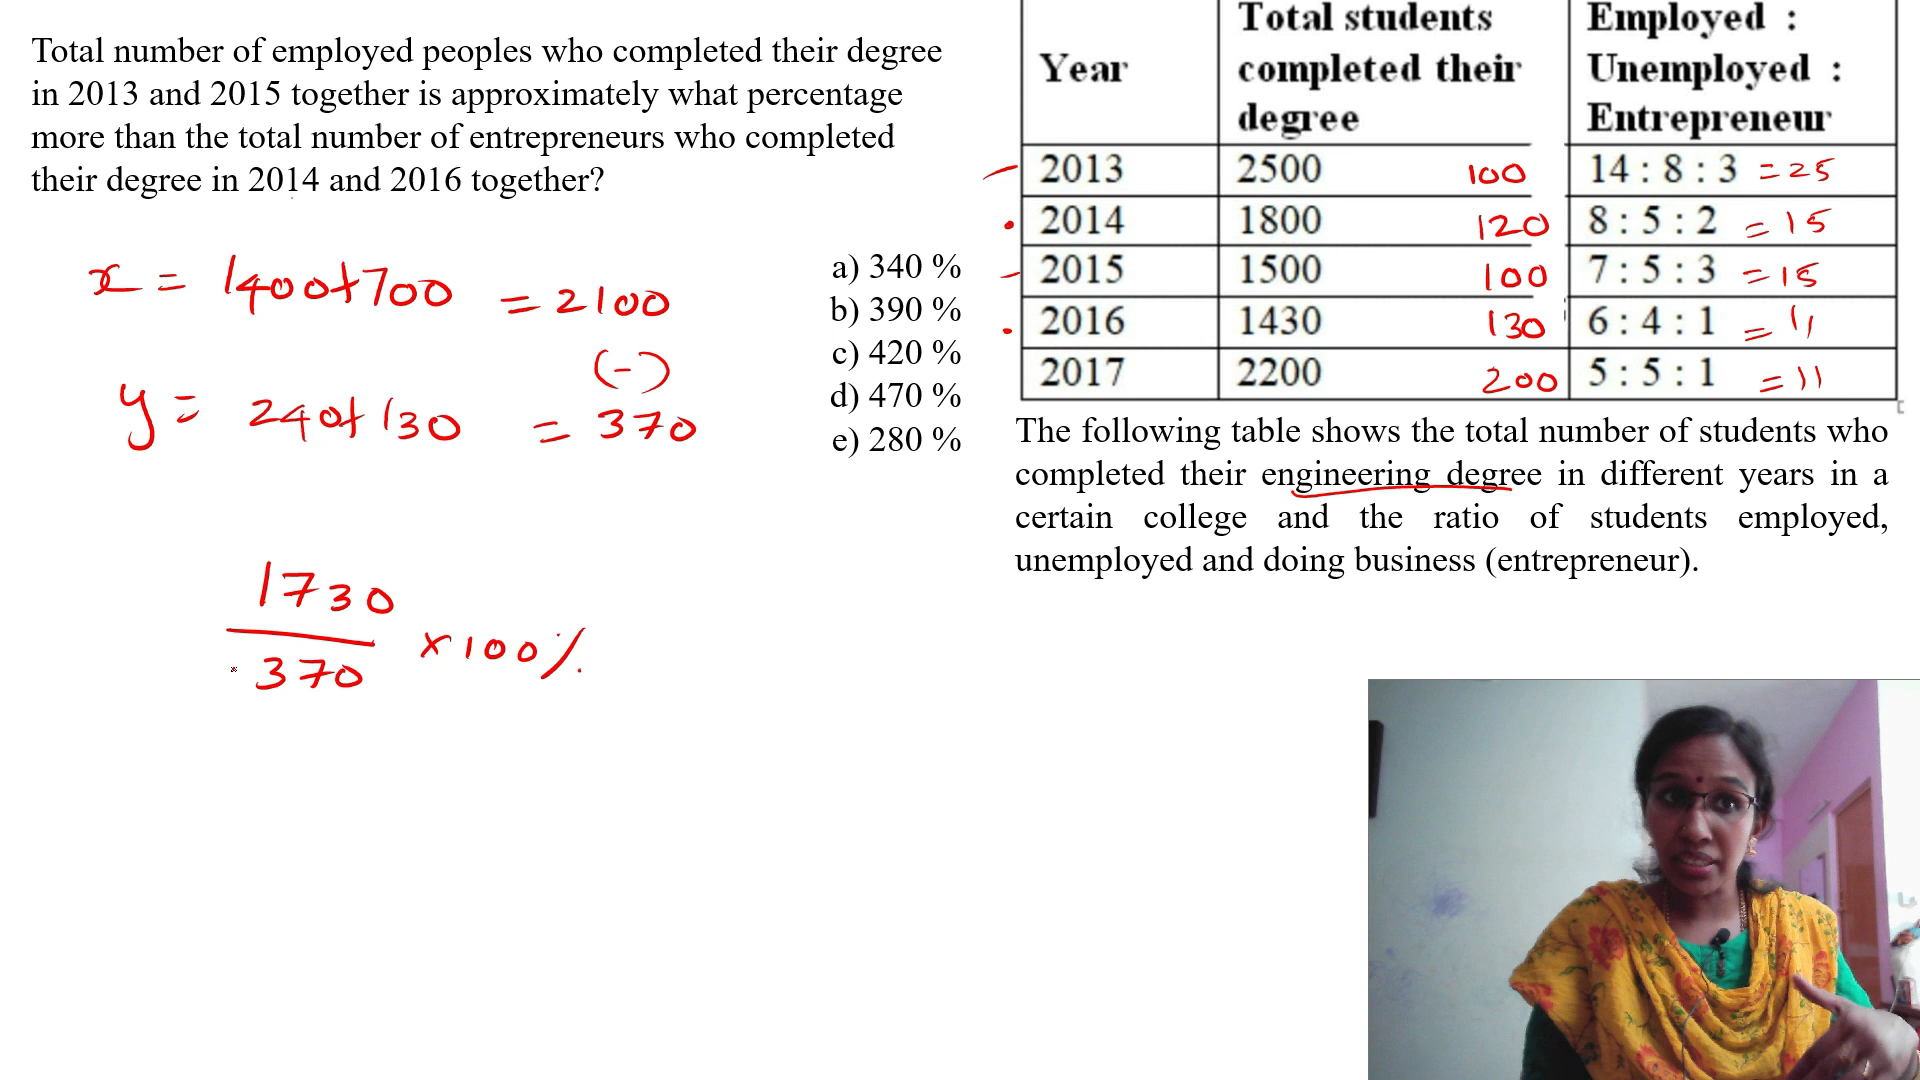 Total number of employed peoples who completed their degree
in 2013 and 2015 together is approximately what percentage
more than the total number of entrepreneurs who completed
their degree in 2014 and 2016 together?
x = 1400+700 = 2100
(-)
y = 240+130 = 370
1730
370
×100%
a) 340 %
b) 390 %
c) 420 %
d) 470 %
e) 280 %
Year
Total students
completed their
degree
Employed :
Unemployed :
Entrepreneur
2013 2500 100 14 : 8 : 3 = 25
2014 1800 120 8 : 5 : 2 = 15
2015 1500 100 7 : 5 : 3 = 15
2016 1430 130 6 : 4 : 1 = 11
2017 2200 200 5 : 5 : 1 = 11
The following table shows the total number of students who
completed their engineering degree in different years in a
certain college and the ratio of students employed,
unemployed and doing business (entrepreneur).